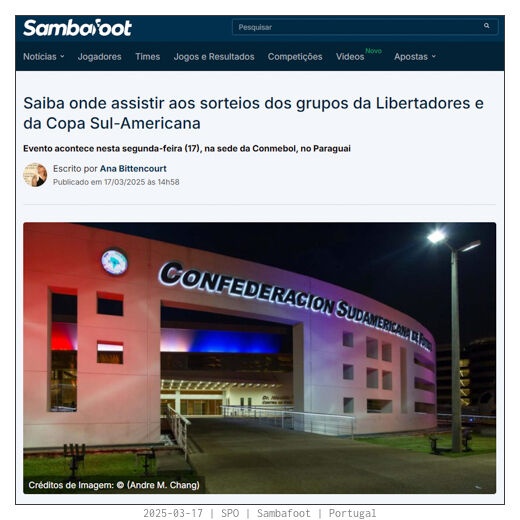 Sambafoot
Pesquisar
Notícias Jogadores Times Jogos e Resultados Competições Videos Novo Apostas
Saiba onde assistir aos sorteios dos grupos da Libertadores e
da Copa Sul-Americana
Evento acontece nesta segunda-feira (17), na sede da Conmebol, no Paraguai
Escrito por Ana Bittencourt
Publicado em 17/03/2025 às 14h58
CONFEDERACION SUDAMERICANA DE
Créditos de Imagem: © (Andre M. Chang)
2025-03-17 | SPO | Sambafoot | Portugal